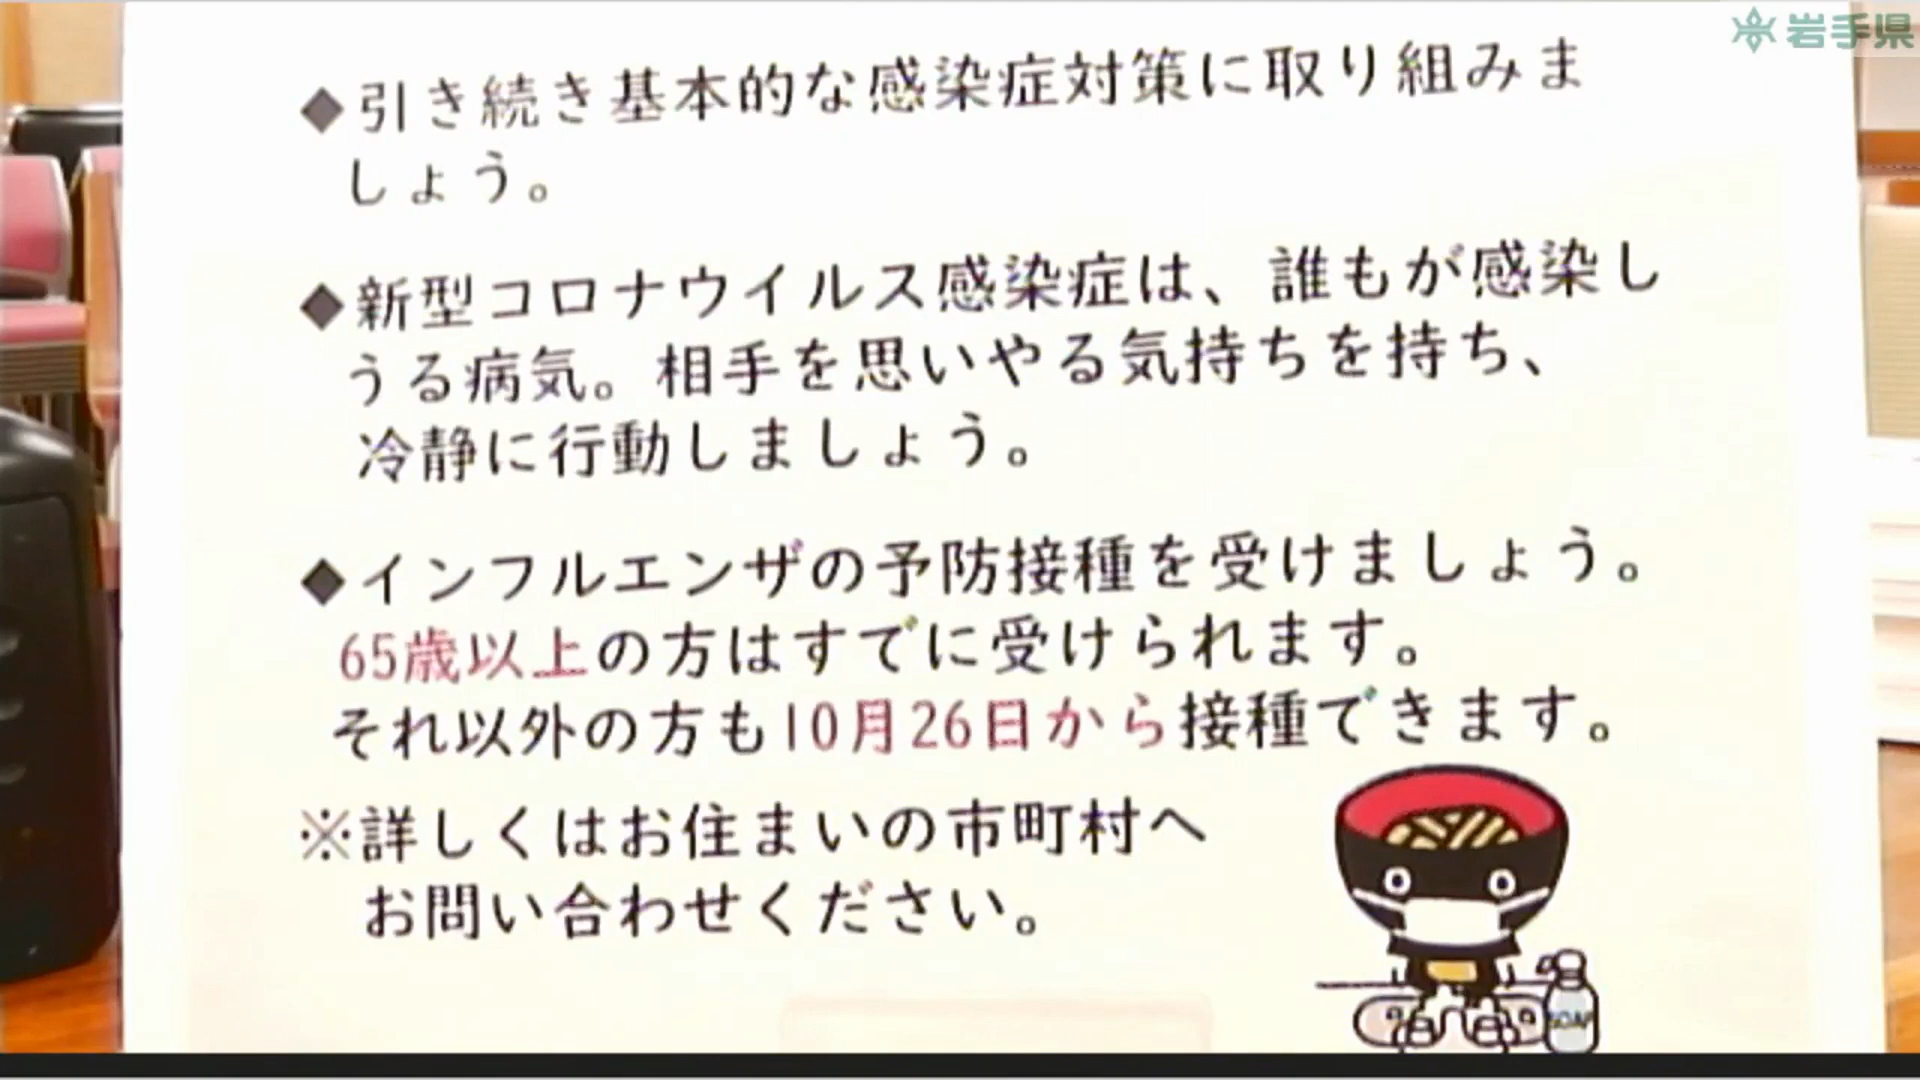 岩手県
◆引き続き基本的な感染症対策に取り組みま
しょう。
◆新型コロナウイルス感染症は、誰もが感染し
うる病気。相手を思いやる気持ちを持ち、
冷静に行動しましょう。
◆インフルエンザの予防接種を受けましょう。
65歳以上の方はすでに受けられます。
それ以外の方も10月26日から接種できます。
※詳しくはお住まいの市町村へ
お問い合わせください。
SOAP